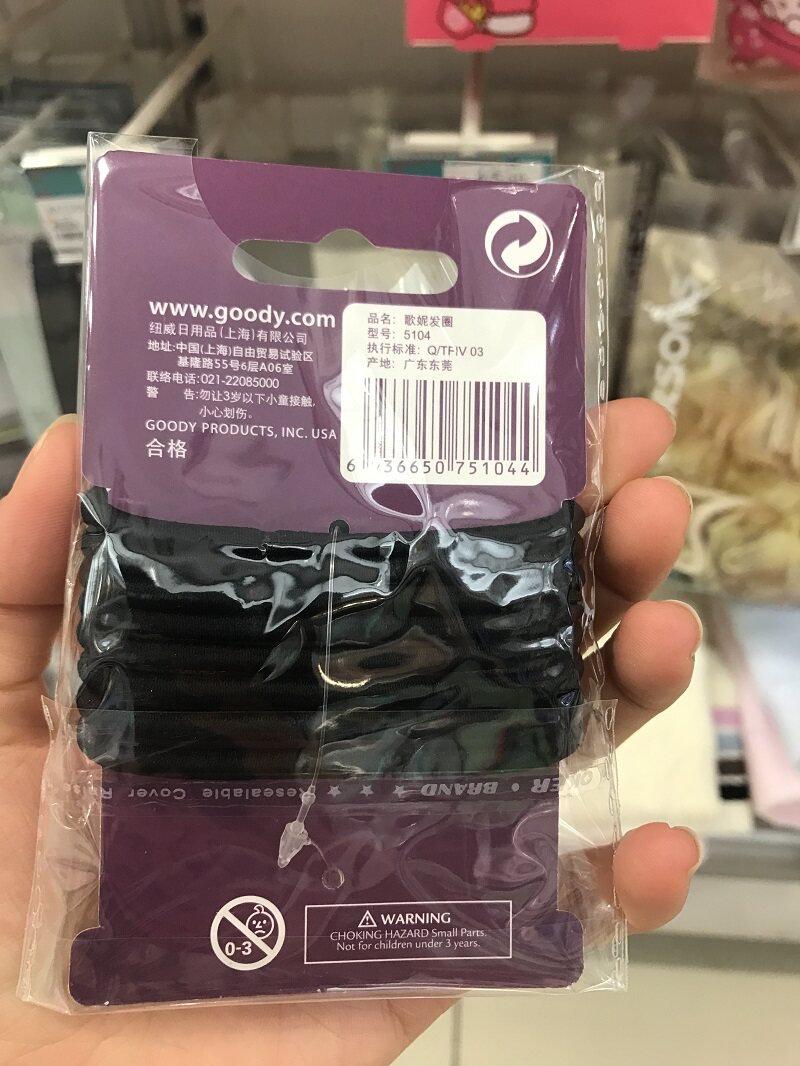 www.goody.com
纽威日用品(上海)有限公司
地址:中国(上海)自由贸易试验区
基隆路55号6层A06室
联络电话:021-22085000
警 告:勿让3岁以下小童接触,
小心划伤。
GOODY PRODUCTS, INC. USA
合格
品名: 歌妮发圈
型号: 5104
执行标准: Q/TFIV 03
产地: 广东东莞
6 936650 751044
BRAND ★ ★ ★ Resealable Cover
0-3
⚠ WARNING
CHOKING HAZARD Small Parts.
Not for children under 3 years.